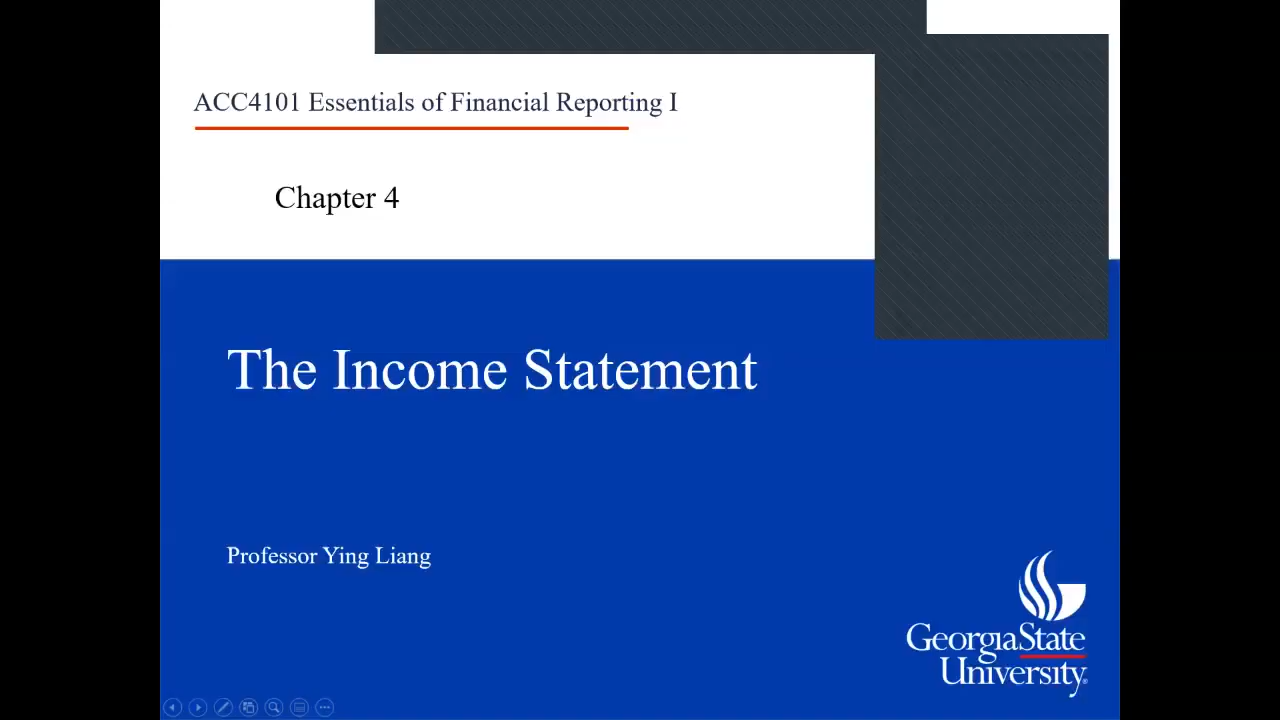 ACC4101 Essentials of Financial Reporting I
Chapter 4
The Income Statement
Professor Ying Liang
GeorgiaState
University